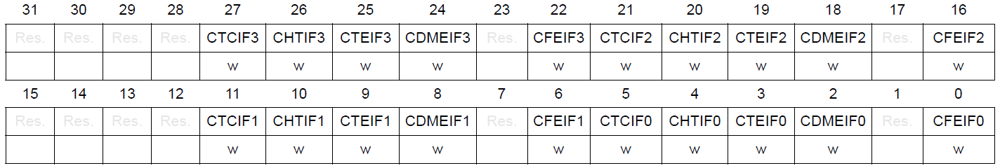 31 30 29 28 27 26 25 24 23 22 21 20 19 18 17 16
Res. Res. Res. Res. CTCIF3 CHTIF3 CTEIF3 CDMEIF3 Res. CFEIF3 CTCIF2 CHTIF2 CTEIF2 CDMEIF2 Res. CFEIF2
w w w w w w w w w w
15 14 13 12 11 10 9 8 7 6 5 4 3 2 1 0
Res. Res. Res. Res. CTCIF1 CHTIF1 CTEIF1 CDMEIF1 Res. CFEIF1 CTCIF0 CHTIF0 CTEIF0 CDMEIF0 Res. CFEIF0
w w w w w w w w w w